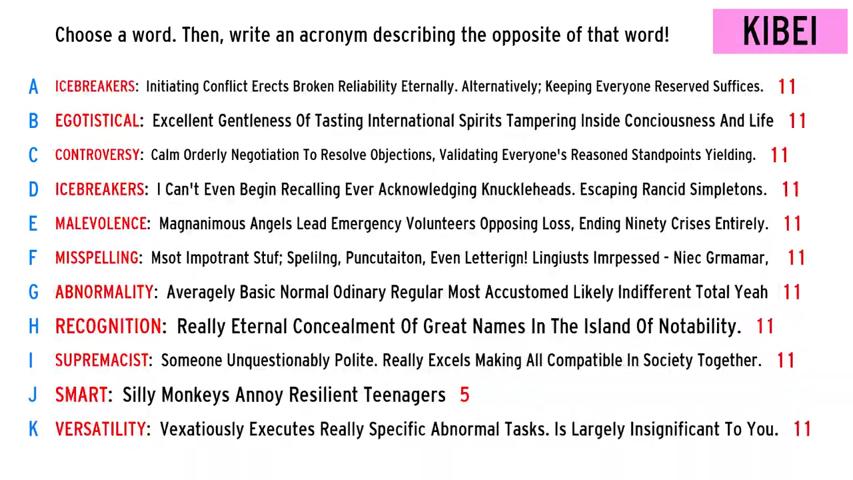 Choose a word. Then, write an acronym describing the opposite of that word!
KIBEI
A ICEBREAKERS: Initiating Conflict Erects Broken Reliability Eternally. Alternatively; Keeping Everyone Reserved Suffices. 11
B EGOTISTICAL: Excellent Gentleness Of Tasting International Spirits Tampering Inside Conciousness And Life 11
C CONTROVERSY: Calm Orderly Negotiation To Resolve Objections, Validating Everyone's Reasoned Standpoints Yielding. 11
D ICEBREAKERS: I Can't Even Begin Recalling Ever Acknowledging Knuckleheads. Escaping Rancid Simpletons. 11
E MALEVOLENCE: Magnanimous Angels Lead Emergency Volunteers Opposing Loss, Ending Ninety Crises Entirely. 11
F MISSPELLING: Msot Impotrant Stuf; Spelilng, Puncutaiton, Even Letterign! Lingiusts Imrpessed - Niec Grmamar, 11
G ABNORMALITY: Averagely Basic Normal Odinary Regular Most Accustomed Likely Indifferent Total Yeah 11
H RECOGNITION: Really Eternal Concealment Of Great Names In The Island Of Notability. 11
I SUPREMACIST: Someone Unquestionably Polite. Really Excels Making All Compatible In Society Together. 11
J SMART: Silly Monkeys Annoy Resilient Teenagers 5
K VERSATILITY: Vexatiously Executes Really Specific Abnormal Tasks. Is Largely Insignificant To You. 11